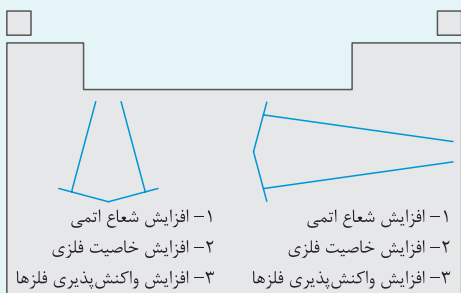 ۱- افزایش شعاع اتمی
۲- افزایش خاصیت فلزی
۳- افزایش واکنش‌پذیری فلزها
۱- افزایش شعاع اتمی
۲- افزایش خاصیت فلزی
۳- افزایش واکنش‌پذیری فلزها